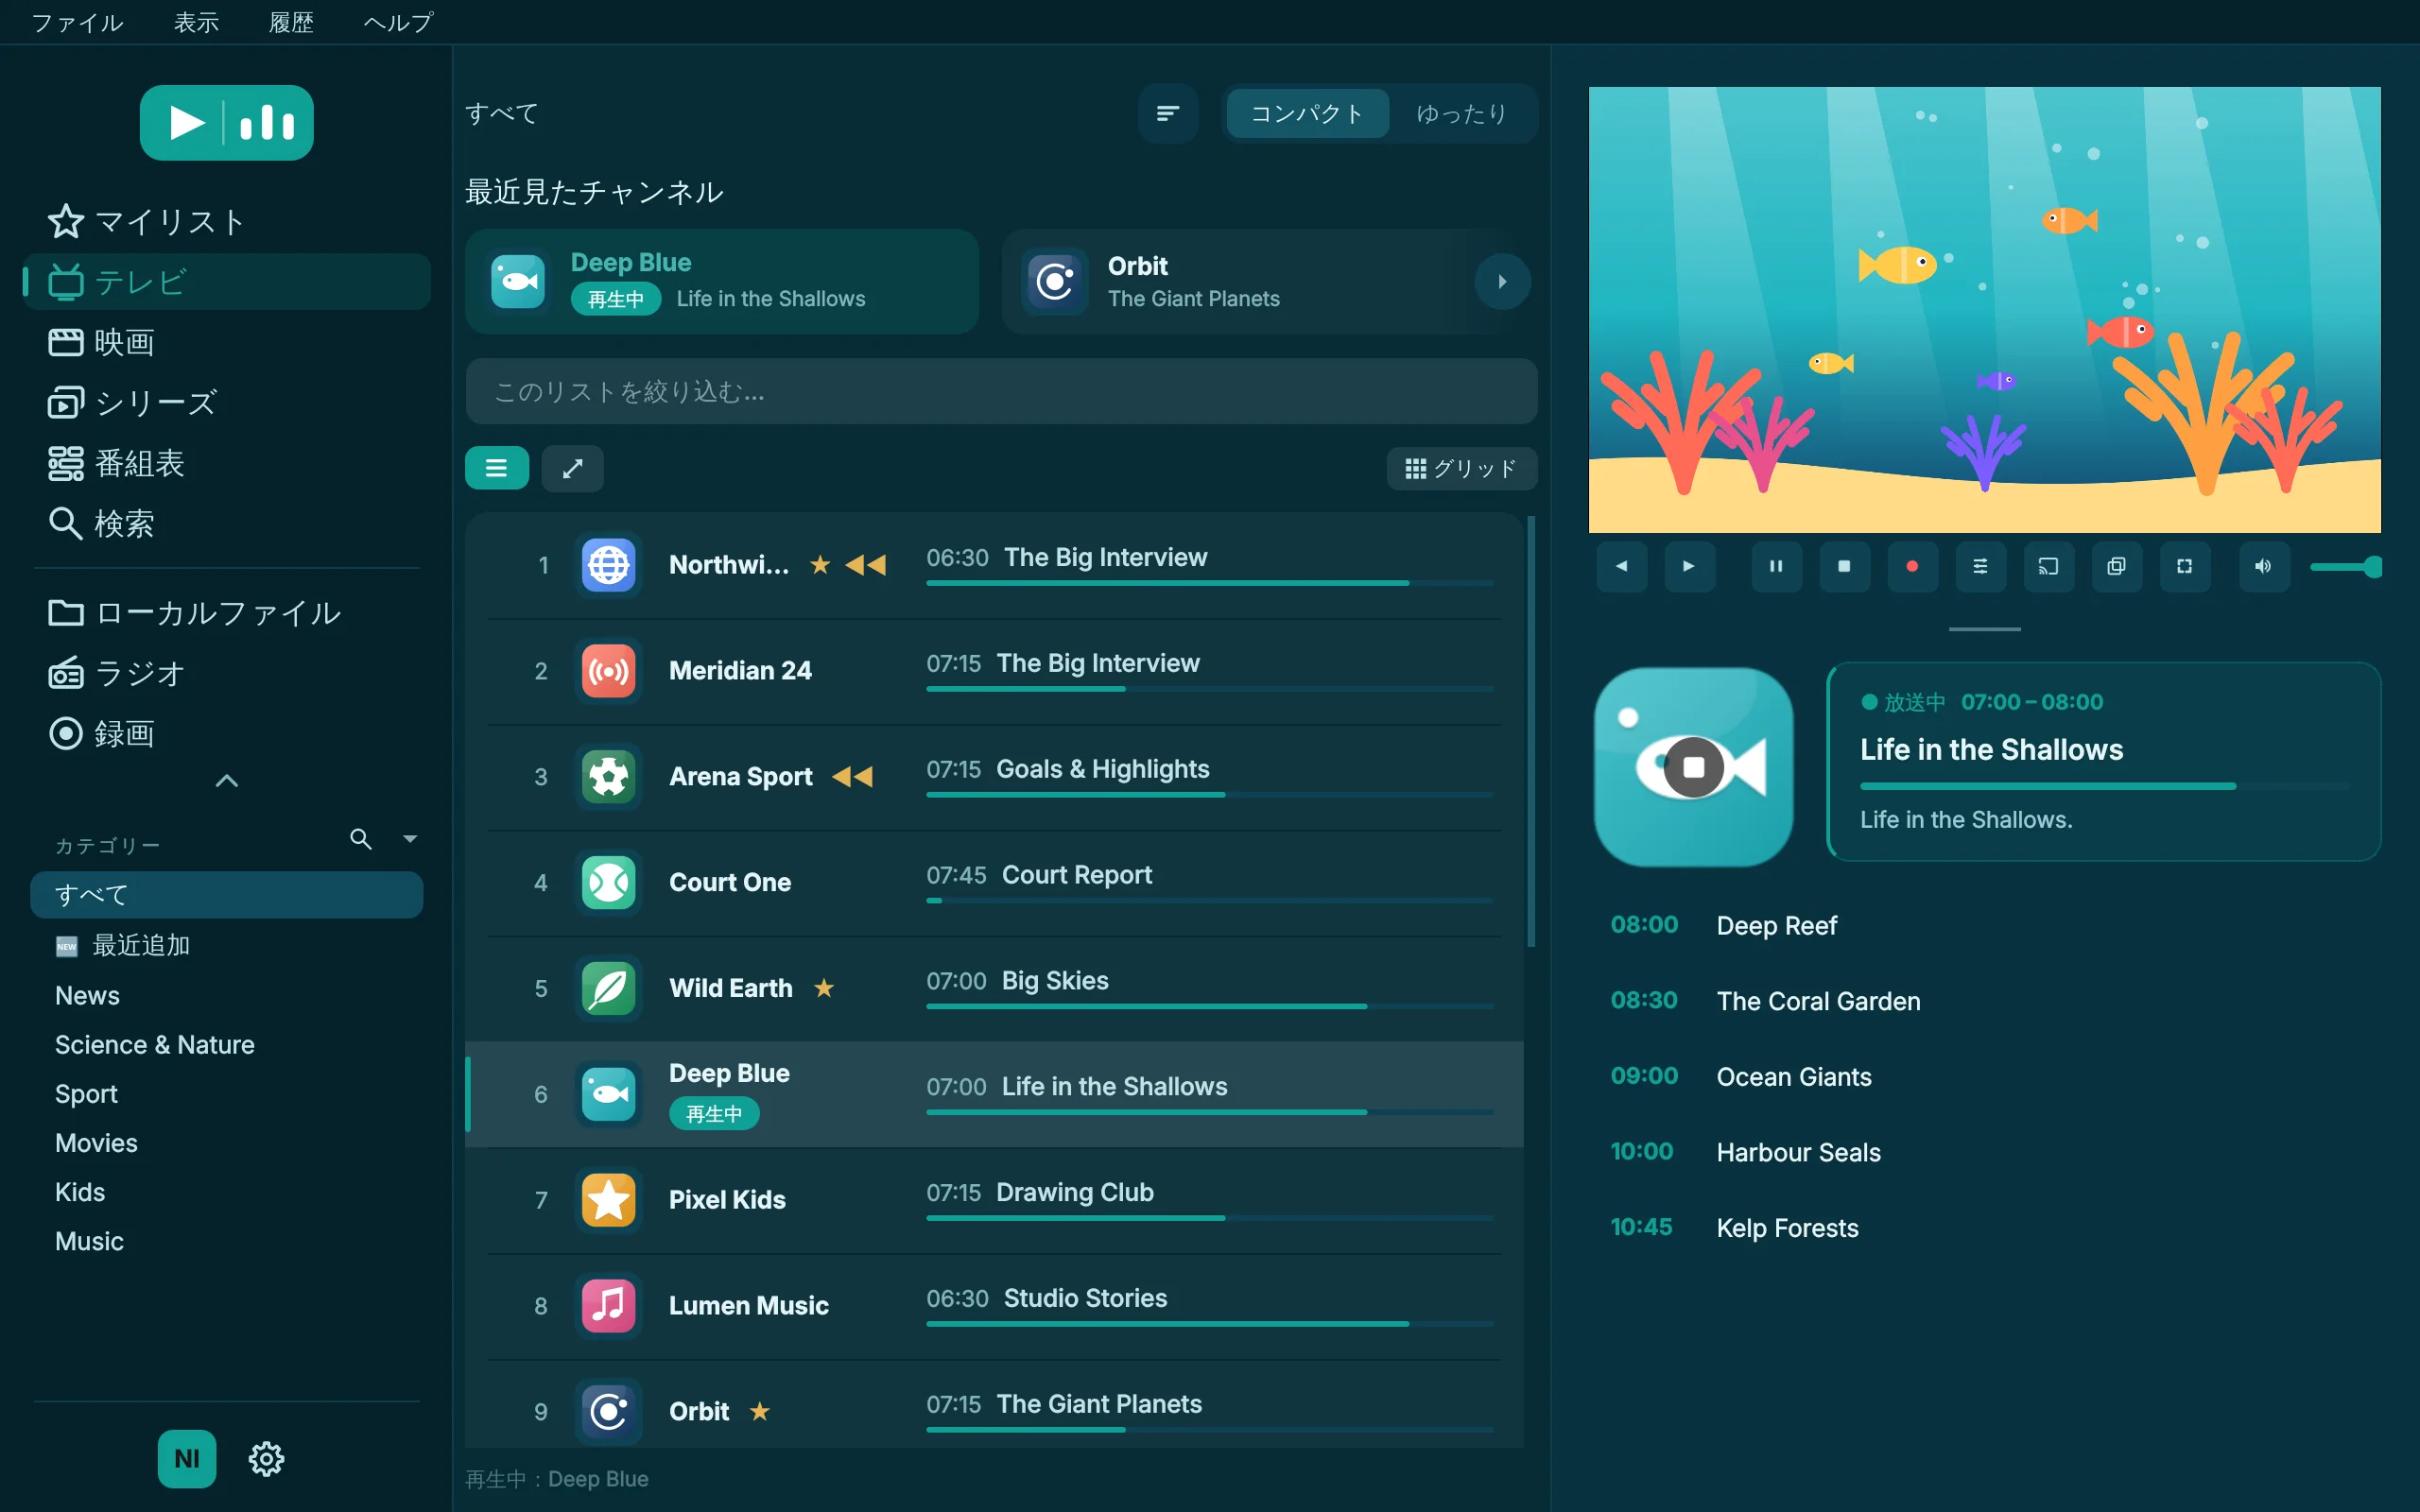 ファイル 表示 履歴 ヘルプ
マイリスト
テレビ
映画
シリーズ
番組表
検索
ローカルファイル
ラジオ
録画
カテゴリー
すべて
NEW 最近追加
News
Science & Nature
Sport
Movies
Kids
Music
NI
すべて
コンパクト ゆったり
最近見たチャンネル
Deep Blue
再生中 Life in the Shallows
Orbit
The Giant Planets
このリストを絞り込む...
グリッド
1 Northwi... 06:30 The Big Interview
2 Meridian 24 07:15 The Big Interview
3 Arena Sport 07:15 Goals & Highlights
4 Court One 07:45 Court Report
5 Wild Earth 07:00 Big Skies
6 Deep Blue 07:00 Life in the Shallows
再生中
7 Pixel Kids 07:15 Drawing Club
8 Lumen Music 06:30 Studio Stories
9 Orbit 07:15 The Giant Planets
再生中：Deep Blue
放送中 07:00 – 08:00
Life in the Shallows
Life in the Shallows.
08:00 Deep Reef
08:30 The Coral Garden
09:00 Ocean Giants
10:00 Harbour Seals
10:45 Kelp Forests